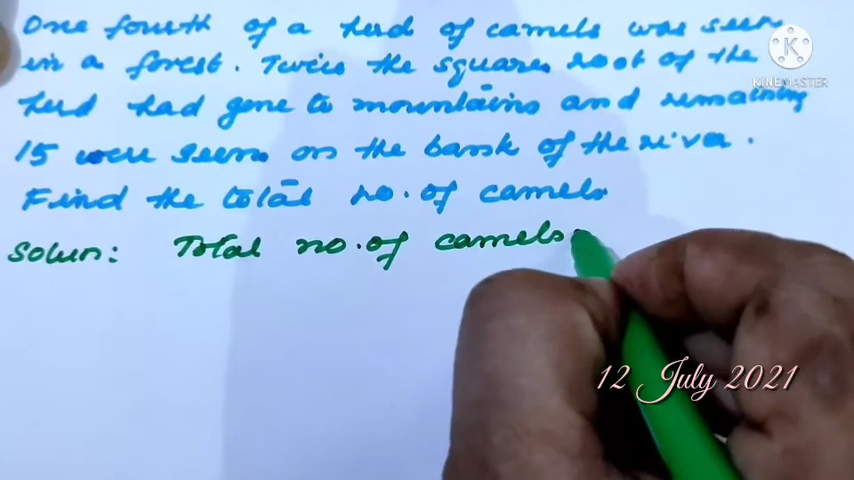 One fourth of a herd of camels was seen
in a forest. Twice the square root of the
herd had gone to mountains and remaining
15 were seen on the bank of the river.
Find the total no. of camels
Soln: Total no. of camels
K
KINEMASTER
12 July 2021